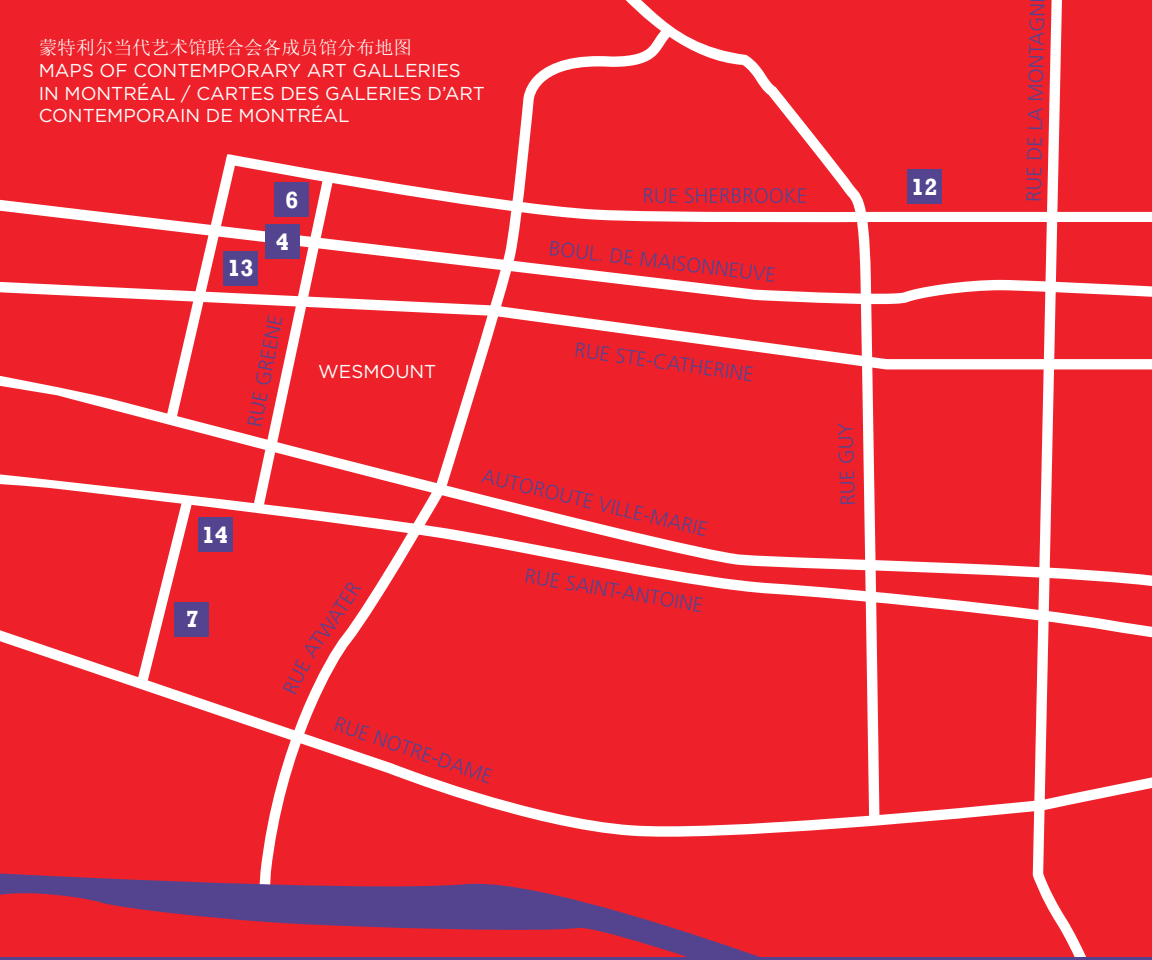 蒙特利尔当代艺术馆联合会各成员馆分布地图
MAPS OF CONTEMPORARY ART GALLERIES
IN MONTRÉAL / CARTES DES GALERIES D'ART
CONTEMPORAIN DE MONTRÉAL
RUE DE LA MONTAGNE
12
6
RUE SHERBROOKE
4
13
BOUL. DE MAISONNEUVE
RUE GREENE
WESMOUNT
RUE STE-CATHERINE
RUE GUY
AUTOROUTE VILLE-MARIE
14
RUE SAINT-ANTOINE
7
RUE ATWATER
RUE NOTRE-DAME